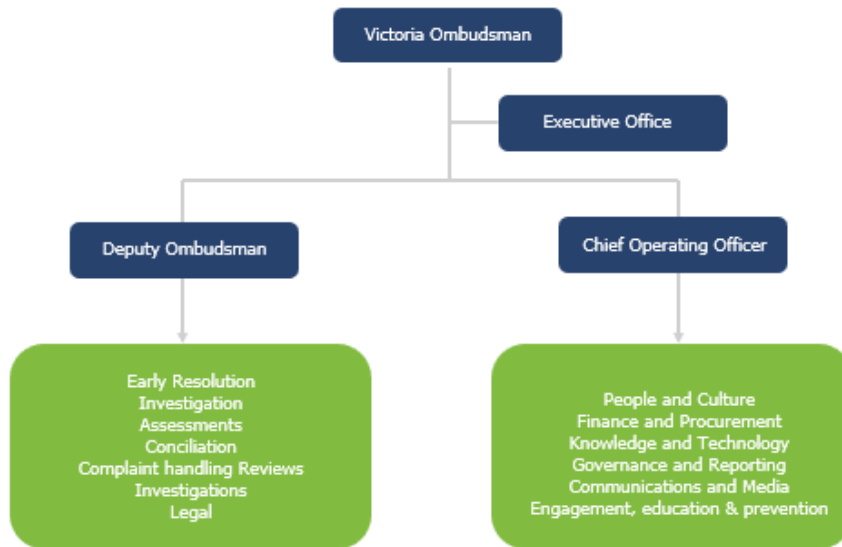 Victoria Ombudsman
Executive Office
Deputy Ombudsman
Chief Operating Officer
Early Resolution
Investigation
Assessments
Conciliation
Complaint handling Reviews
Investigations
Legal
People and Culture
Finance and Procurement
Knowledge and Technology
Governance and Reporting
Communications and Media
Engagement, education & prevention